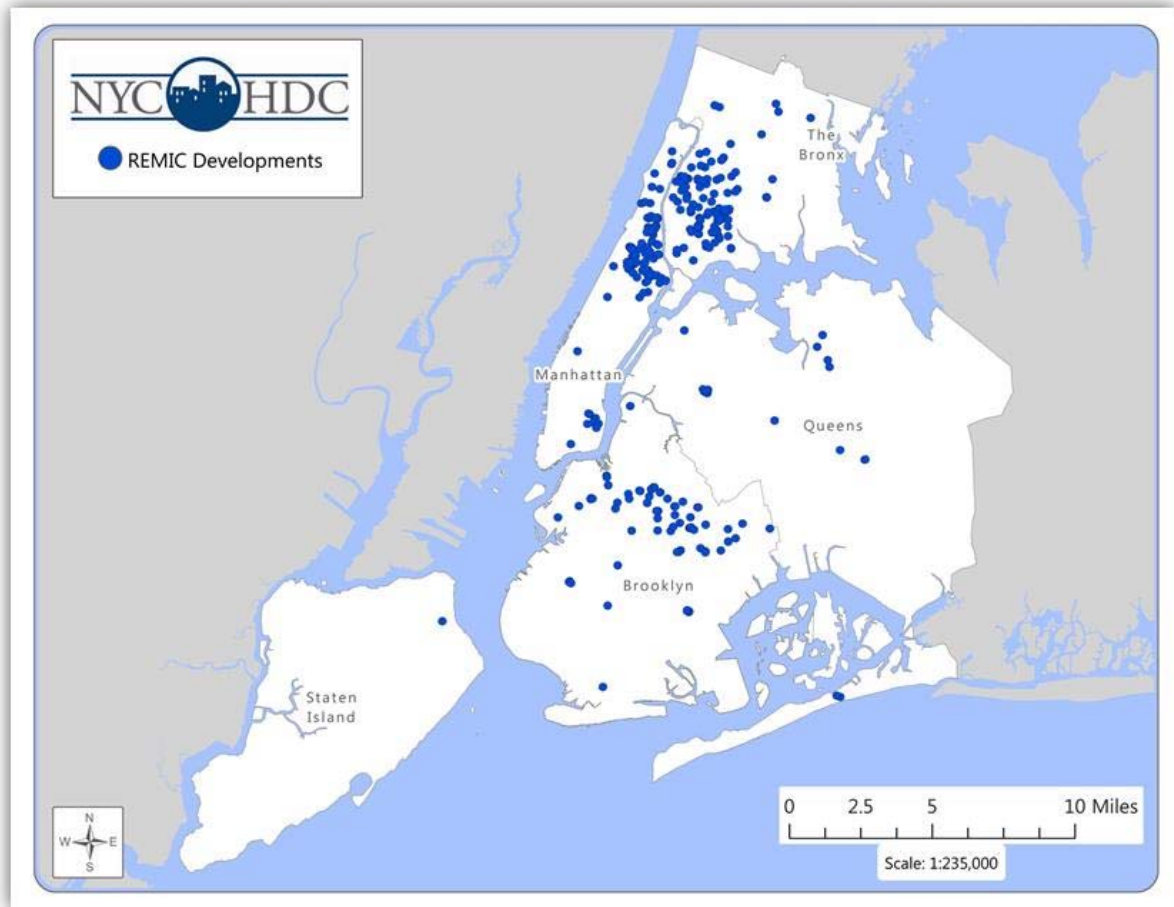 NYC HDC
REMIC Developments
The
Bronx
Manhattan
Queens
Brooklyn
Staten
Island
N
W E
S
0 2.5 5 10 Miles
Scale: 1:235,000